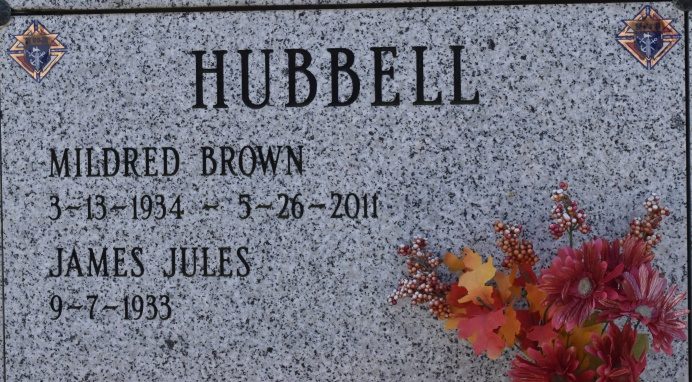 HUBBELL
MILDRED BROWN
3-13-1934 - 5-26-2011
JAMES JULES
9-7-1933